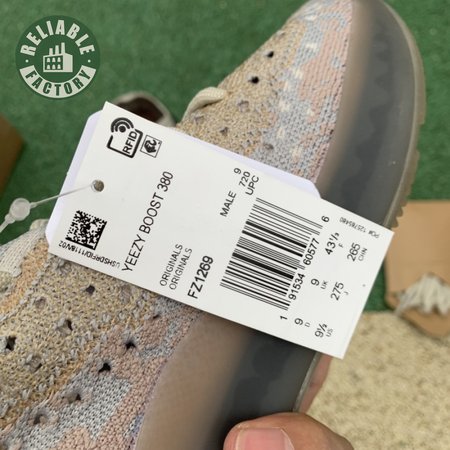 RELIABLE
FACTORY
RFID
USHSDRFID1118V02
YEEZY BOOST 380
ORIGINALS
ORIGINALS
FZ1269
MALE 720
UPC
9
1 91534 60577 6
9 D
9 UK
43⅓ F
9½ US
275 J
265 CHN